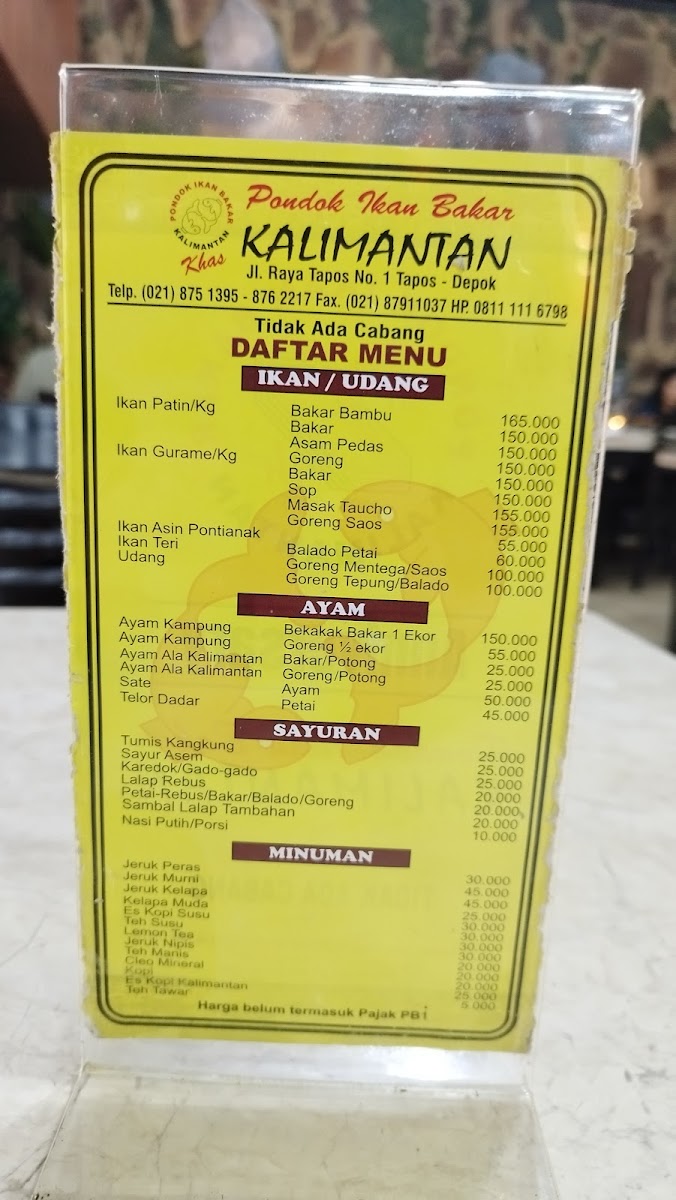 PONDOK IKAN BAKAR
KALIMANTAN
Khas
Pondok Ikan Bakar
KALIMANTAN
Jl. Raya Tapos No. 1 Tapos - Depok
Telp. (021) 875 1395 - 876 2217 Fax. (021) 87911037 HP. 0811 111 6798
Tidak Ada Cabang
DAFTAR MENU
IKAN / UDANG
Ikan Patin/Kg Bakar Bambu 165.000
Bakar 150.000
Asam Pedas 150.000
Ikan Gurame/Kg Goreng 150.000
Bakar 150.000
Sop 150.000
Masak Taucho 155.000
Goreng Saos 155.000
Ikan Asin Pontianak 55.000
Ikan Teri Balado Petai 60.000
Udang Goreng Mentega/Saos 100.000
Goreng Tepung/Balado 100.000
AYAM
Ayam Kampung Bekakak Bakar 1 Ekor 150.000
Ayam Kampung Goreng ½ ekor 55.000
Ayam Ala Kalimantan Bakar/Potong 25.000
Ayam Ala Kalimantan Goreng/Potong 25.000
Sate Ayam 50.000
Telor Dadar Petai 45.000
SAYURAN
Tumis Kangkung 25.000
Sayur Asem 25.000
Karedok/Gado-gado 25.000
Lalap Rebus 20.000
Petai-Rebus/Bakar/Balado/Goreng 20.000
Sambal Lalap Tambahan 20.000
Nasi Putih/Porsi 10.000
MINUMAN
Jeruk Peras
Jeruk Murni
Jeruk Kelapa
Kelapa Muda
Es Kopi Susu
Teh Susu
Lemon Tea
Jeruk Nipis
Teh Manis
Cleo Mineral
Kopi
Es Kopi Kalimantan
Teh Tawar
30.000
45.000
45.000
25.000
30.000
30.000
30.000
20.000
20.000
20.000
25.000
5.000
Harga belum termasuk Pajak PB1